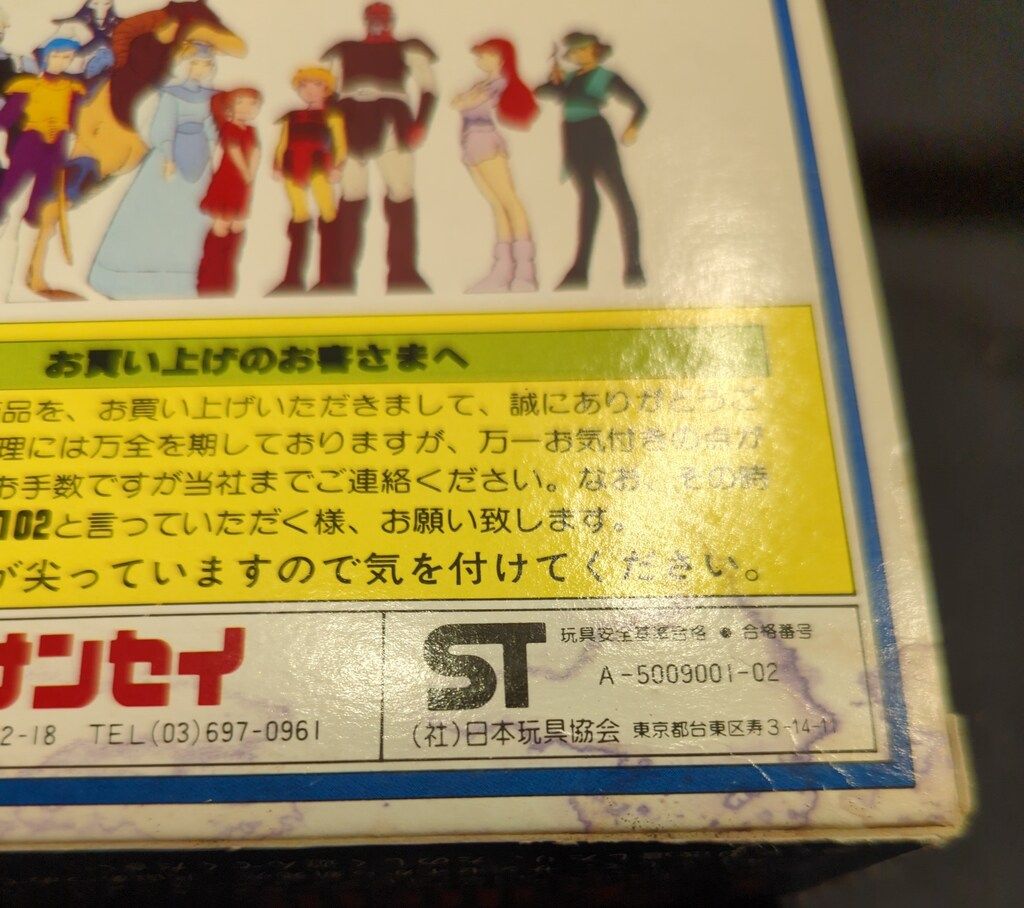 お買い上げのお客さまへ
品を、お買い上げいただきまして、誠にありがとうご
理には万全を期しておりますが、万一お気付きの点が
お手数ですが当社までご連絡ください。なお、その時
102と言っていただく様、お願い致します。
が尖っていますので気を付けてください。
サンセイ
2-18 TEL(03)697-0961
ST
玩具安全基準合格 ● 合格番号
A-5009001-02
(社)日本玩具協会 東京都台東区寿3-14-11